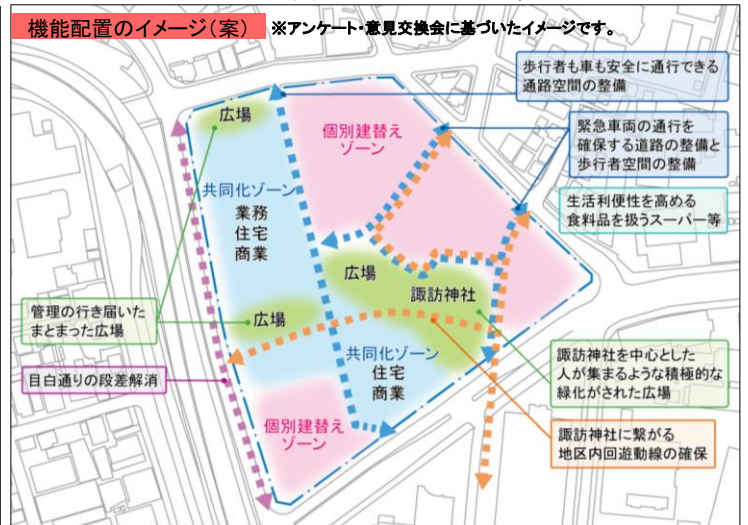 機能配置のイメージ（案）
※アンケート・意見交換会に基づいたイメージです。
歩行者も車も安全に通行できる
通路空間の整備
緊急車両の通行を
確保する道路の整備と
歩行者空間の整備
生活利便性を高める
食料品を扱うスーパー等
広場
個別建替え
ゾーン
共同化ゾーン
業務
住宅
商業
広場
諏訪神社
広場
共同化ゾーン
住宅
商業
個別建替え
ゾーン
管理の行き届いた
まとまった広場
目白通りの段差解消
諏訪神社を中心とした
人が集まるような積極的な
緑化がされた広場
諏訪神社に繋がる
地区内回遊動線の確保